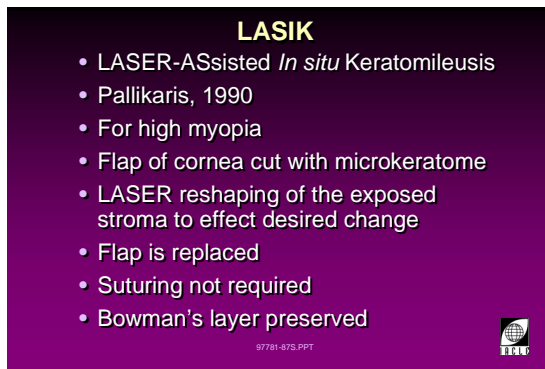 LASIK
• LASER-ASsisted In situ Keratomileusis
• Pallikaris, 1990
• For high myopia
• Flap of cornea cut with microkeratome
• LASER reshaping of the exposed
stroma to effect desired change
• Flap is replaced
• Suturing not required
• Bowman's layer preserved
97781-87S.PPT
IACLE